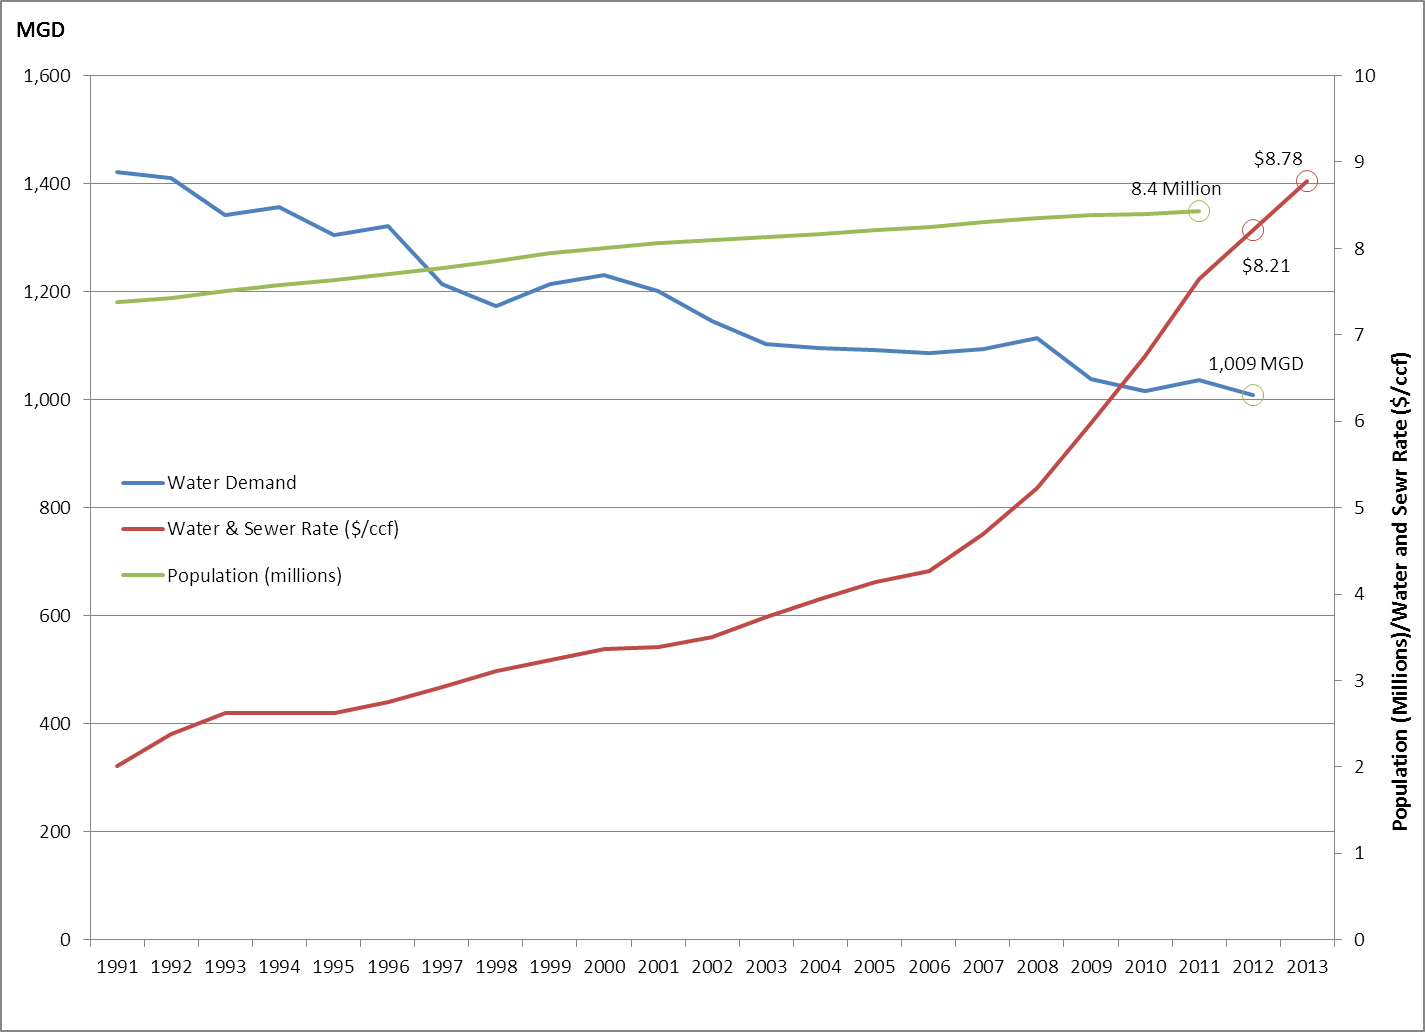 MGD
1,600
1,400
1,200
1,000
800
600
400
200
0
10
9
8
7
6
5
4
3
2
1
0
$8.78
8.4 Million
$8.21
1,009 MGD
Water Demand
Water & Sewer Rate ($/ccf)
Population (millions)
Population (Millions)/Water and Sewr Rate ($/ccf)
1991 1992 1993 1994 1995 1996 1997 1998 1999 2000 2001 2002 2003 2004 2005 2006 2007 2008 2009 2010 2011 2012 2013